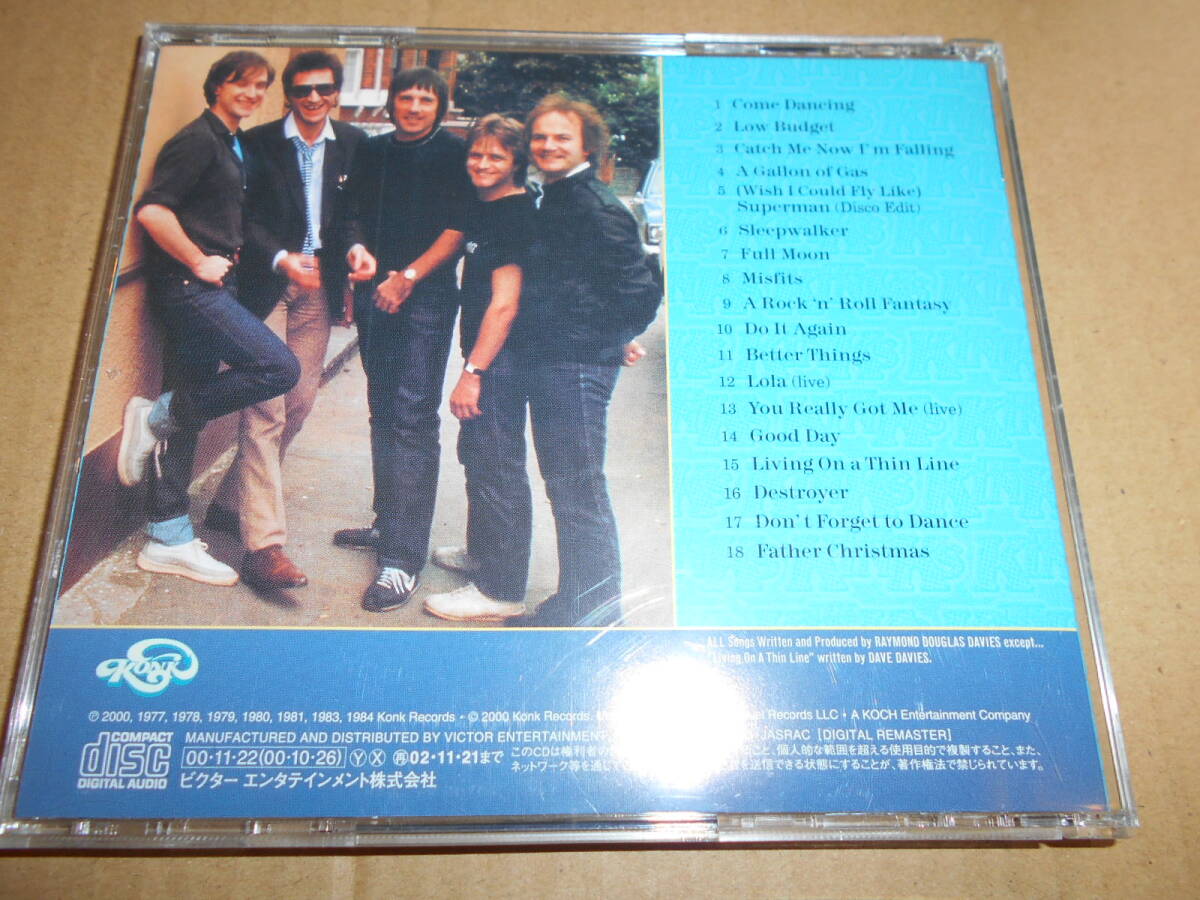 1 Come Dancing
2 Low Budget
3 Catch Me Now I'm Falling
4 A Gallon of Gas
5 (Wish I Could Fly Like)
Superman (Disco Edit)
6 Sleepwalker
7 Full Moon
8 Misfits
9 A Rock 'n' Roll Fantasy
10 Do It Again
11 Better Things
12 Lola (live)
13 You Really Got Me (live)
14 Good Day
15 Living On a Thin Line
16 Destroyer
17 Don't Forget to Dance
18 Father Christmas
ALL Songs Written and Produced by RAYMOND DOUGLAS DAVIES except...
"Living On A Thin Line" written by DAVE DAVIES.
KONK
℗ 2000, 1977, 1978, 1979, 1980, 1981, 1983, 1984 Konk Records • © 2000 Konk Records. Records LLC • A KOCH Entertainment Company
COMPACT
disc
DIGITAL AUDIO
MANUFACTURED AND DISTRIBUTED BY VICTOR ENTERTAINMENT, JASRAC [DIGITAL REMASTER]
00・11・22(00・10・26) Y X 再02・11・21まで
このCDは権利者の こと、個人的な範囲を超える使用目的で複製すること、また、
ネットワーク等を通じて を送信できる状態にすることが、著作権法で禁じられています。
ビクター エンタテインメント株式会社